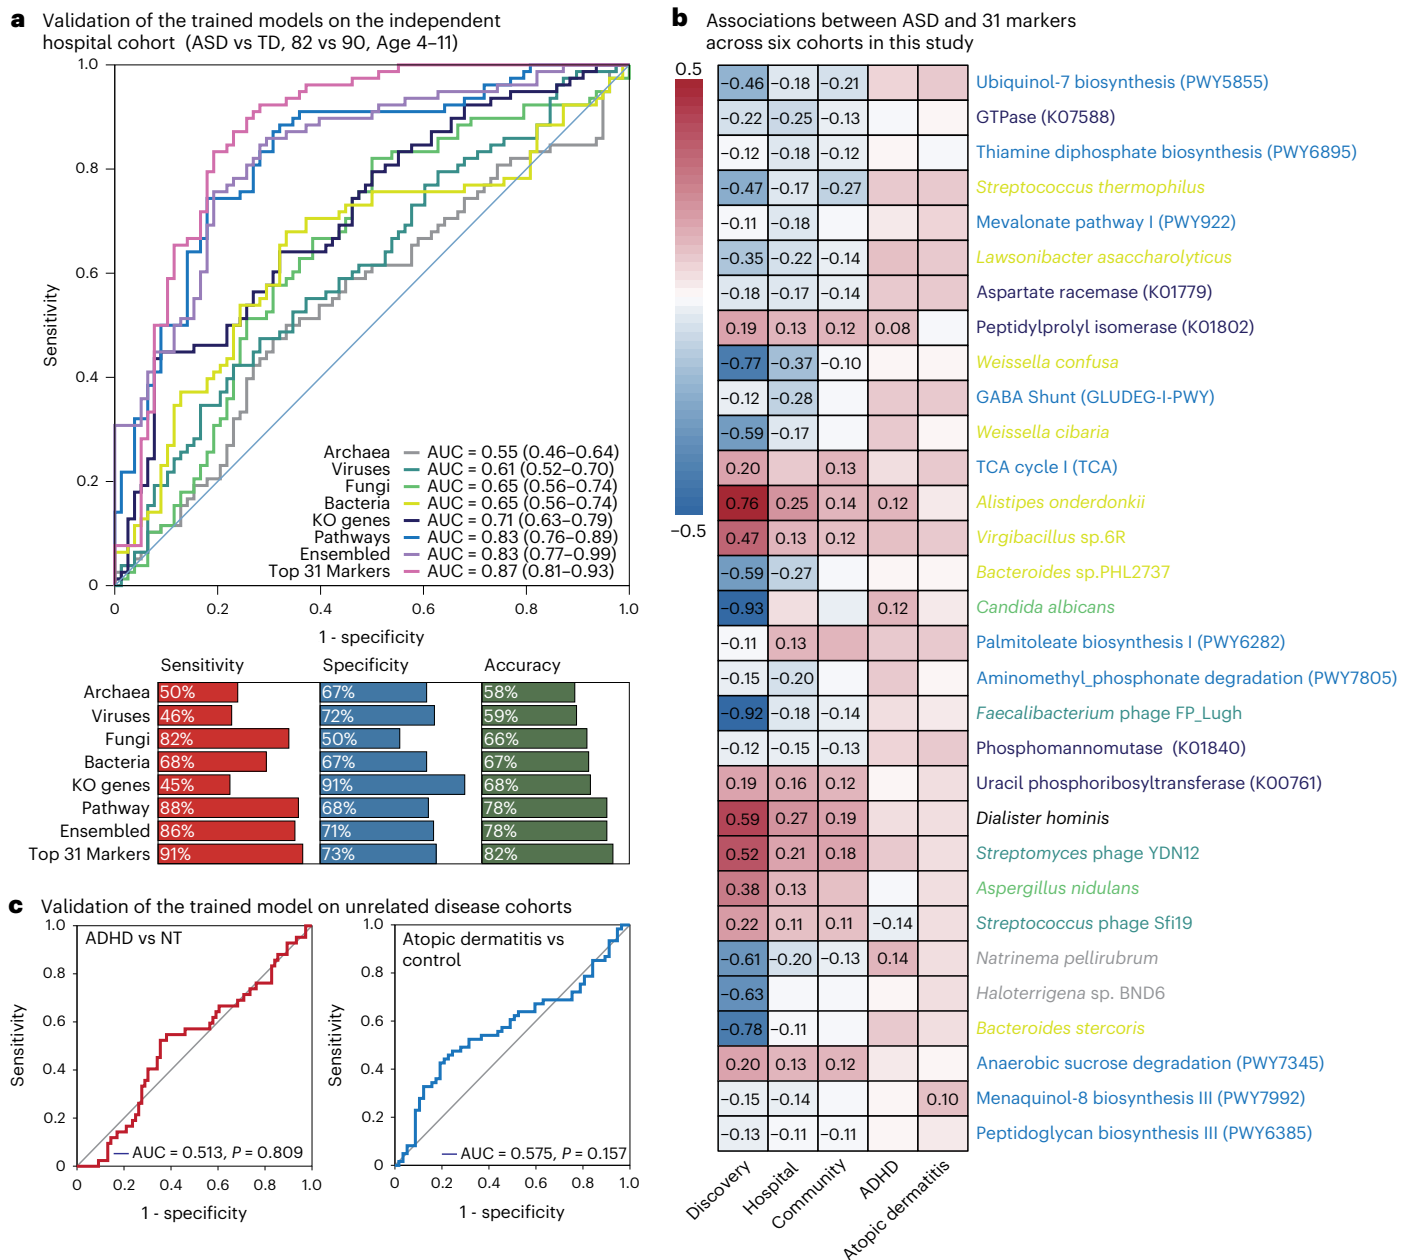 a Validation of the trained models on the independent
hospital cohort (ASD vs TD, 82 vs 90, Age 4–11)
1.0
0.8
0.6
0.4
0.2
0
Sensitivity
Archaea AUC = 0.55 (0.46–0.64)
Viruses AUC = 0.61 (0.52–0.70)
Fungi AUC = 0.65 (0.56–0.74)
Bacteria AUC = 0.65 (0.56–0.74)
KO genes AUC = 0.71 (0.63–0.79)
Pathways AUC = 0.83 (0.76–0.89)
Ensembled AUC = 0.83 (0.77–0.99)
Top 31 Markers AUC = 0.87 (0.81–0.93)
0 0.2 0.4 0.6 0.8 1.0
1 - specificity
Sensitivity Specificity Accuracy
Archaea 50% 67% 58%
Viruses 46% 72% 59%
Fungi 82% 50% 66%
Bacteria 68% 67% 67%
KO genes 45% 91% 68%
Pathway 88% 68% 78%
Ensembled 86% 71% 78%
Top 31 Markers 91% 73% 82%
b Associations between ASD and 31 markers
across six cohorts in this study
0.5
−0.5
−0.46 −0.18 −0.21 Ubiquinol-7 biosynthesis (PWY5855)
−0.22 −0.25 −0.13 GTPase (K07588)
−0.12 −0.18 −0.12 Thiamine diphosphate biosynthesis (PWY6895)
−0.47 −0.17 −0.27 Streptococcus thermophilus
−0.11 −0.18 Mevalonate pathway I (PWY922)
−0.35 −0.22 −0.14 Lawsonibacter asaccharolyticus
−0.18 −0.17 −0.14 Aspartate racemase (K01779)
0.19 0.13 0.12 0.08 Peptidylprolyl isomerase (K01802)
−0.77 −0.37 −0.10 Weissella confusa
−0.12 −0.28 GABA Shunt (GLUDEG-I-PWY)
−0.59 −0.17 Weissella cibaria
0.20 0.13 TCA cycle I (TCA)
0.76 0.25 0.14 0.12 Alistipes onderdonkii
0.47 0.13 0.12 Virgibacillus sp.6R
−0.59 −0.27 Bacteroides sp.PHL2737
−0.93 0.12 Candida albicans
−0.11 0.13 Palmitoleate biosynthesis I (PWY6282)
−0.15 −0.20 Aminomethyl_phosphonate degradation (PWY7805)
−0.92 −0.18 −0.14 Faecalibacterium phage FP_Lugh
−0.12 −0.15 −0.13 Phosphomannomutase (K01840)
0.19 0.16 0.12 Uracil phosphoribosyltransferase (K00761)
0.59 0.27 0.19 Dialister hominis
0.52 0.21 0.18 Streptomyces phage YDN12
0.38 0.13 Aspergillus nidulans
0.22 0.11 0.11 −0.14 Streptococcus phage Sfi19
−0.61 −0.20 −0.13 0.14 Natrinema pellirubrum
−0.63 Haloterrigena sp. BND6
−0.78 −0.11 Bacteroides stercoris
0.20 0.13 0.12 Anaerobic sucrose degradation (PWY7345)
−0.15 −0.14 0.10 Menaquinol-8 biosynthesis III (PWY7992)
−0.13 −0.11 −0.11 Peptidoglycan biosynthesis III (PWY6385)
Discovery
Hospital
Community
ADHD
Atopic dermatitis
c Validation of the trained model on unrelated disease cohorts
ADHD vs NT
1.0
0.8
0.6
0.4
0.2
0
Sensitivity
AUC = 0.513, P = 0.809
0 0.2 0.4 0.6 0.8 1.0
1 - specificity
Atopic dermatitis vs
control
1.0
0.8
0.6
0.4
0.2
0
Sensitivity
AUC = 0.575, P = 0.157
0 0.2 0.4 0.6 0.8 1.0
1 - specificity